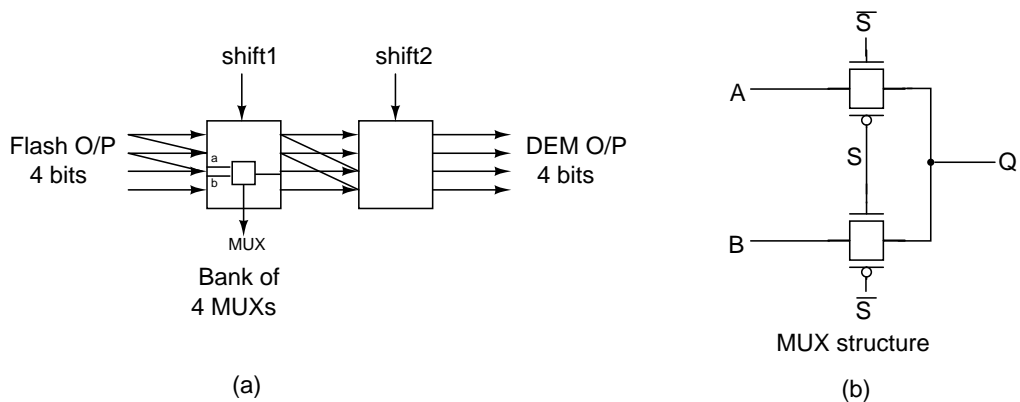 shift1
shift2
Flash O/P
4 bits
a
b
MUX
Bank of
4 MUXs
DEM O/P
4 bits
(a)
S̅
A
S
Q
B
S̅
MUX structure
(b)